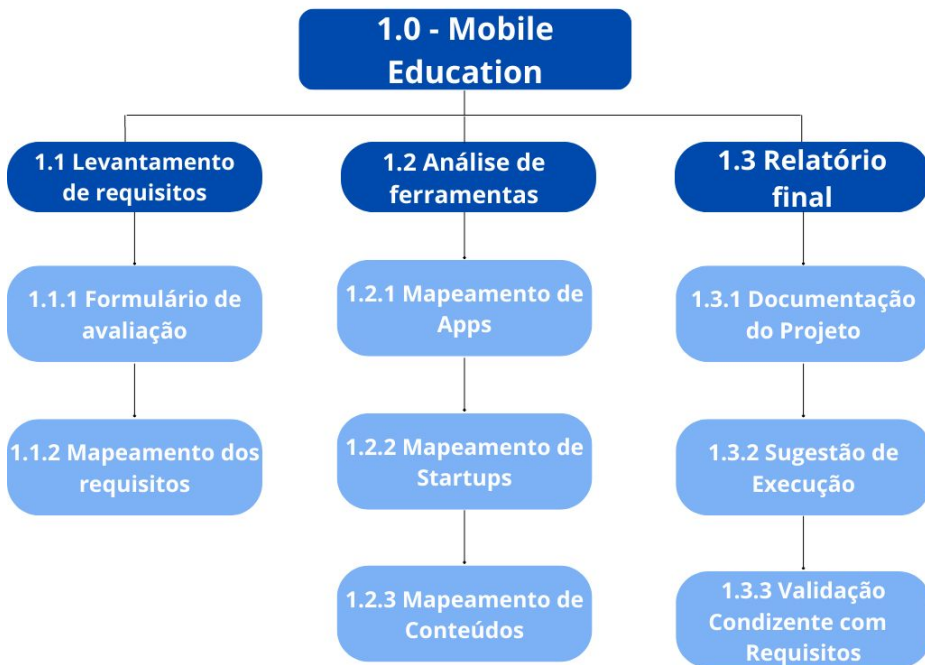 1.0 - Mobile
Education
1.1 Levantamento
de requisitos
1.2 Análise de
ferramentas
1.3 Relatório
final
1.1.1 Formulário de
avaliação
1.2.1 Mapeamento de
Apps
1.3.1 Documentação
do Projeto
1.1.2 Mapeamento dos
requisitos
1.2.2 Mapeamento de
Startups
1.3.2 Sugestão de
Execução
1.2.3 Mapeamento de
Conteúdos
1.3.3 Validação
Condizente com
Requisitos